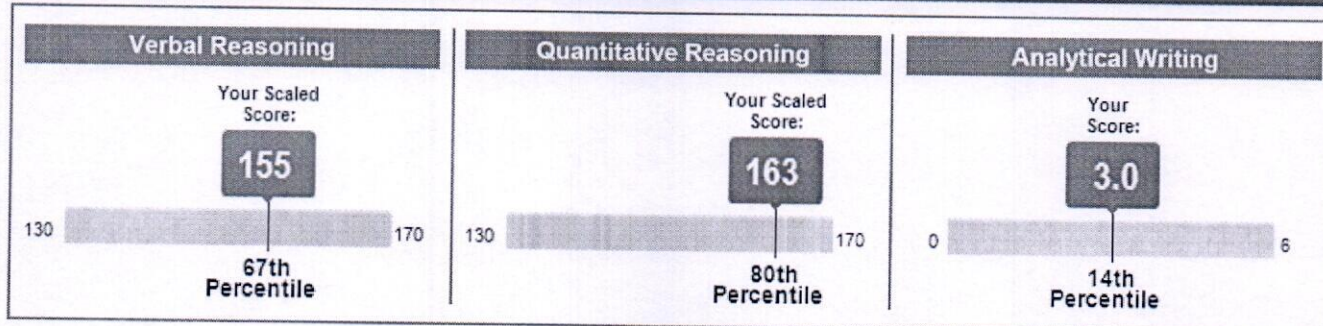 Verbal Reasoning
Your Scaled
Score:
155
130
170
67th
Percentile
Quantitative Reasoning
Your Scaled
Score:
163
130
170
80th
Percentile
Analytical Writing
Your
Score:
3.0
0
6
14th
Percentile